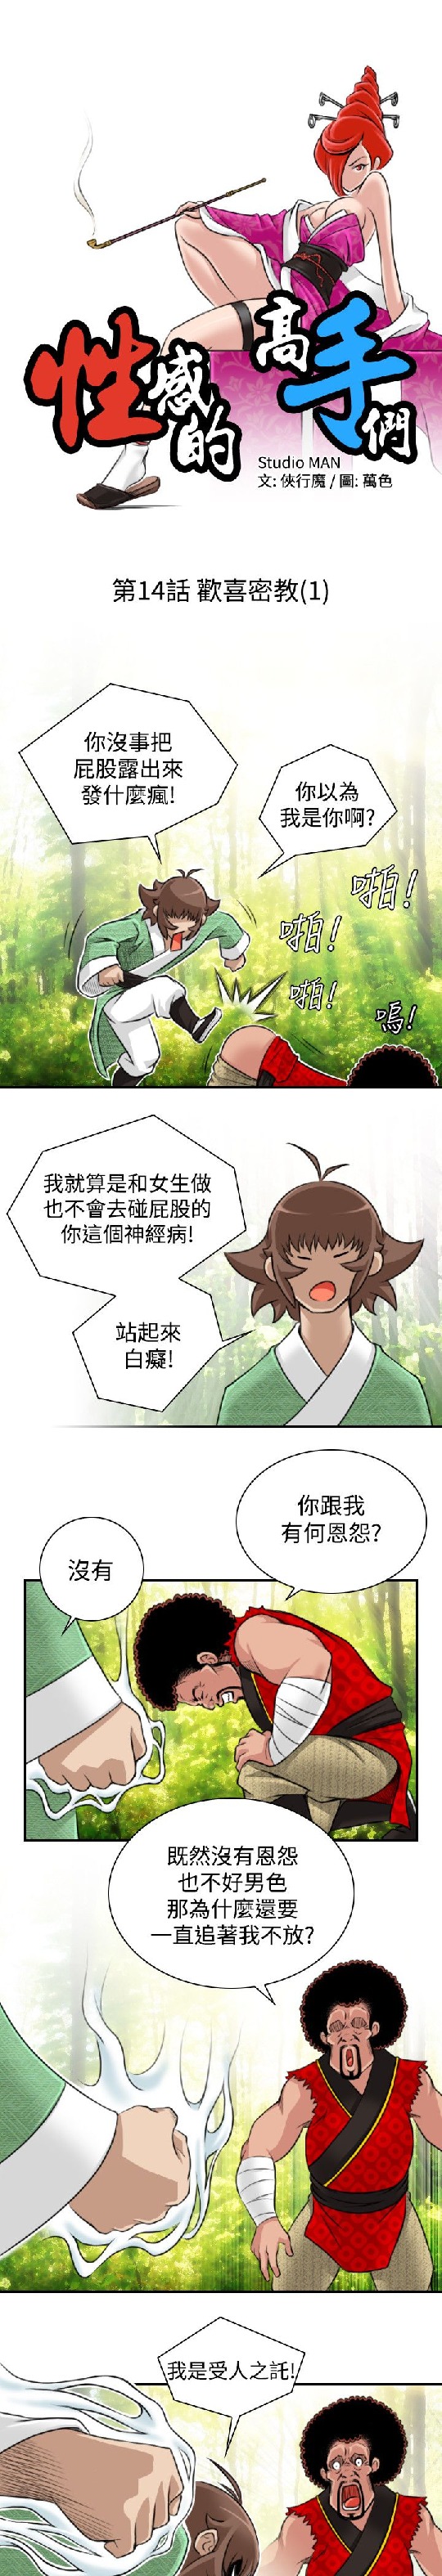 性感的
高手們
Studio MAN
文: 俠行魔 / 圖: 萬色
第14話 歡喜密教(1)
你沒事把
屁股露出來
發什麼瘋!
你以為
我是你啊?
啪!
啪!
啪!
嗚!
我就算是和女生做
也不會去碰屁股的
你這個神經病!
站起來
白癡!
你跟我
有何恩怨?
沒有
既然沒有恩怨
也不好男色
那為什麼還要
一直追著我不放?
我是受人之託!